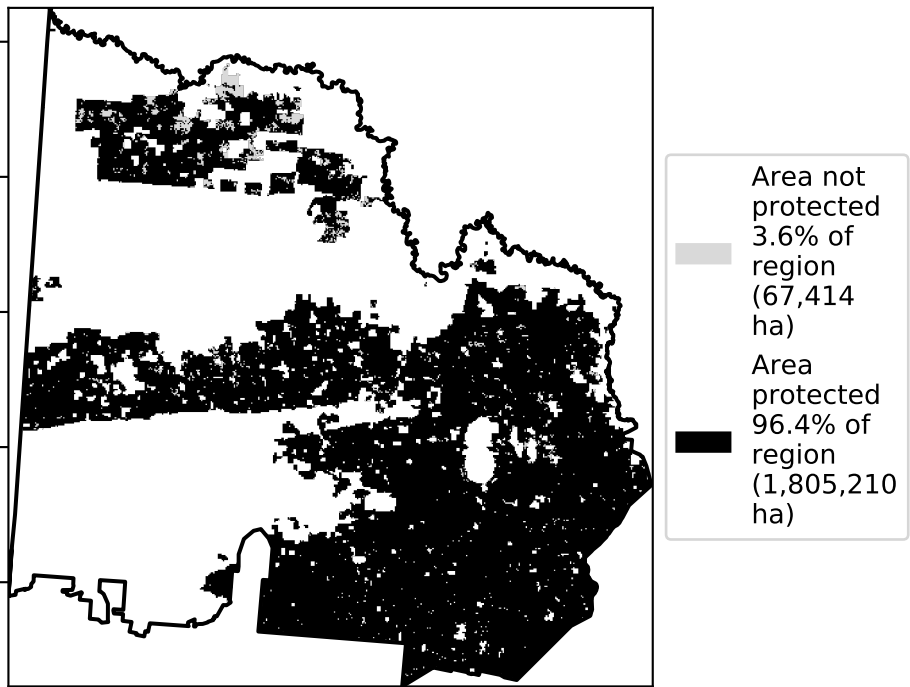 Area not
protected
3.6% of
region
(67,414
ha)
Area
protected
96.4% of
region
(1,805,210
ha)